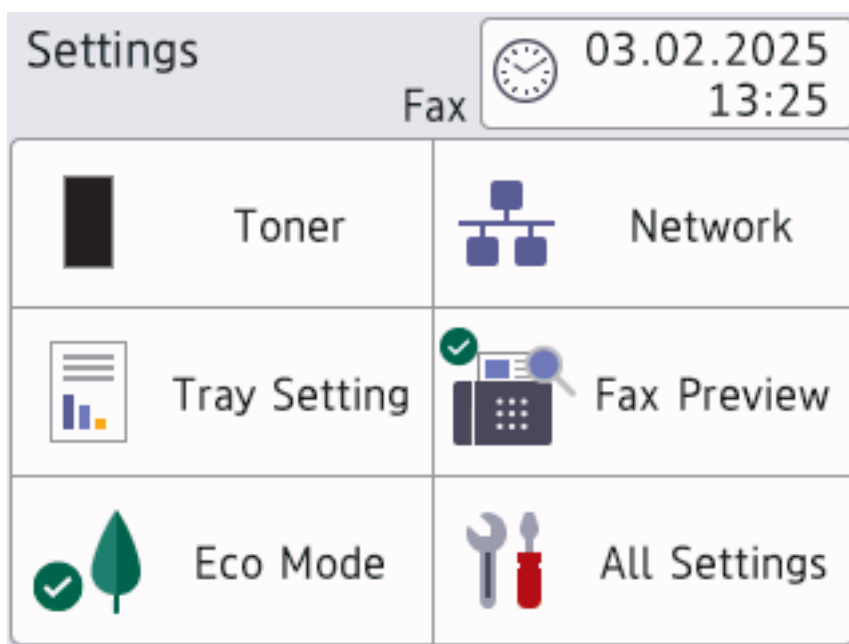 Settings
Fax
03.02.2025
13:25
Toner
Network
Tray Setting
Fax Preview
Eco Mode
All Settings